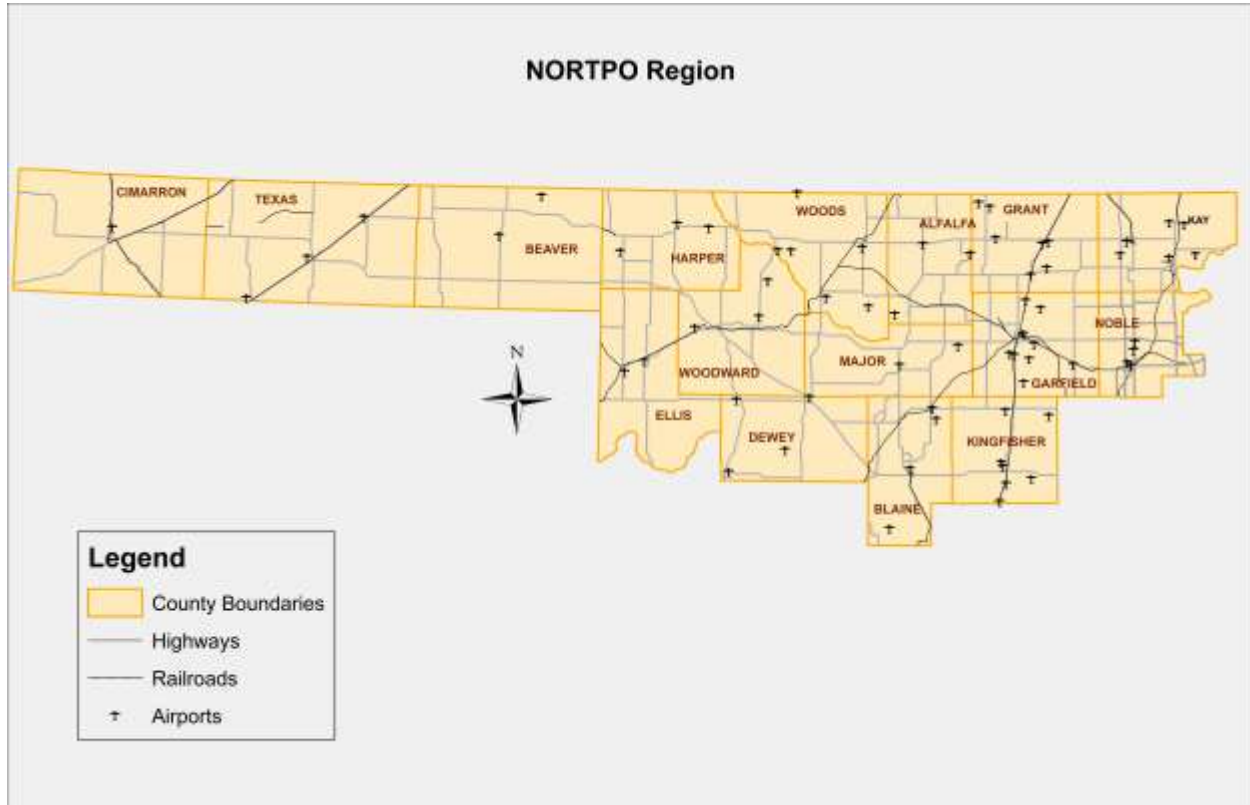 NORTPO Region
CIMARRON
TEXAS
BEAVER
HARPER
WOODS
ALFALFA
GRANT
KAY
NOBLE
WOODWARD
MAJOR
GARFIELD
ELLIS
DEWEY
KINGFISHER
BLAINE
N
Legend
County Boundaries
Highways
Railroads
Airports